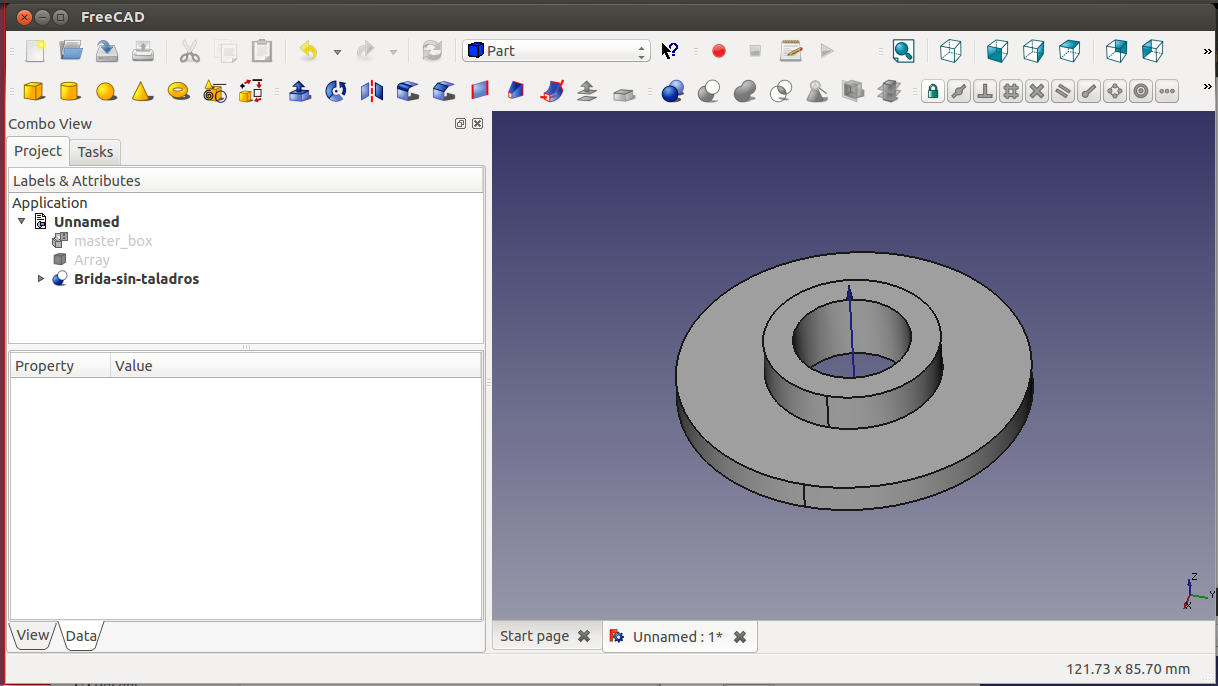 FreeCAD
Part
Combo View
Project
Tasks
Labels & Attributes
Application
Unnamed
master_box
Array
Brida-sin-taladros
Property
Value
View
Data
Z
Y
X
Start page
Unnamed : 1*
121.73 x 85.70 mm